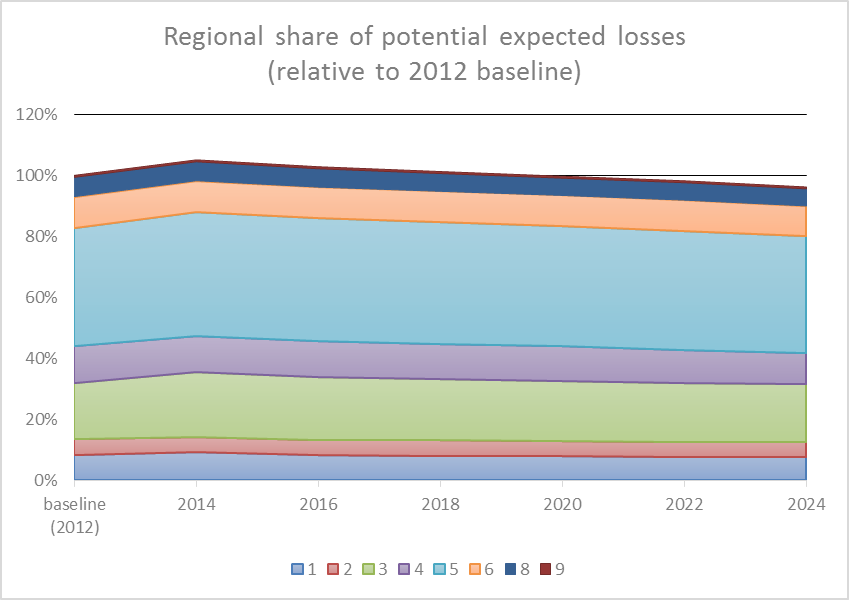 Regional share of potential expected losses
(relative to 2012 baseline)
120%
100%
80%
60%
40%
20%
0%
baseline 2014 2016 2018 2020 2022 2024
(2012)
1 2 3 4 5 6 8 9